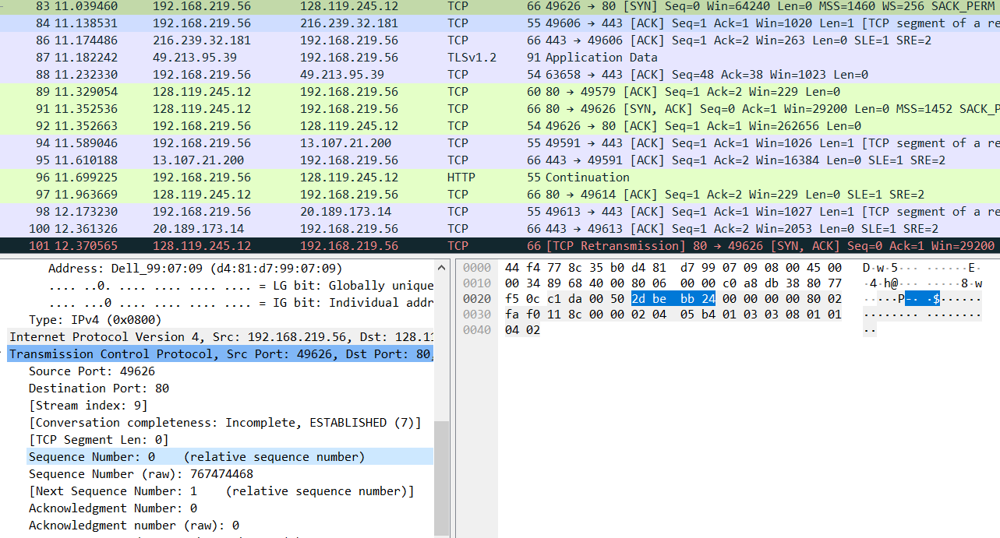 83 11.039460 192.168.219.56 128.119.245.12 TCP 66 49626 → 80 [SYN] Seq=0 Win=64240 Len=0 MSS=1460 WS=256 SACK_PERM
84 11.138531 192.168.219.56 216.239.32.181 TCP 55 49606 → 443 [ACK] Seq=1 Ack=1 Win=1020 Len=1 [TCP segment of a re
86 11.174486 216.239.32.181 192.168.219.56 TCP 66 443 → 49606 [ACK] Seq=1 Ack=2 Win=263 Len=0 SLE=1 SRE=2
87 11.182242 49.213.95.39 192.168.219.56 TLSv1.2 91 Application Data
88 11.232330 192.168.219.56 49.213.95.39 TCP 54 63658 → 443 [ACK] Seq=48 Ack=38 Win=1023 Len=0
89 11.329054 128.119.245.12 192.168.219.56 TCP 60 80 → 49579 [ACK] Seq=1 Ack=2 Win=229 Len=0
91 11.352536 128.119.245.12 192.168.219.56 TCP 66 80 → 49626 [SYN, ACK] Seq=0 Ack=1 Win=29200 Len=0 MSS=1452 SACK_P
92 11.352663 192.168.219.56 128.119.245.12 TCP 54 49626 → 80 [ACK] Seq=1 Ack=1 Win=262656 Len=0
94 11.589046 192.168.219.56 13.107.21.200 TCP 55 49591 → 443 [ACK] Seq=1 Ack=1 Win=1026 Len=1 [TCP segment of a re
95 11.610188 13.107.21.200 192.168.219.56 TCP 66 443 → 49591 [ACK] Seq=1 Ack=2 Win=16384 Len=0 SLE=1 SRE=2
96 11.699225 192.168.219.56 128.119.245.12 HTTP 55 Continuation
97 11.963669 128.119.245.12 192.168.219.56 TCP 66 80 → 49614 [ACK] Seq=1 Ack=2 Win=229 Len=0 SLE=1 SRE=2
98 12.173230 192.168.219.56 20.189.173.14 TCP 55 49613 → 443 [ACK] Seq=1 Ack=1 Win=1027 Len=1 [TCP segment of a re
100 12.361326 20.189.173.14 192.168.219.56 TCP 66 443 → 49613 [ACK] Seq=1 Ack=2 Win=2053 Len=0 SLE=1 SRE=2
101 12.370565 128.119.245.12 192.168.219.56 TCP 66 [TCP Retransmission] 80 → 49626 [SYN, ACK] Seq=0 Ack=1 Win=29200
Address: Dell_99:07:09 (d4:81:d7:99:07:09)
.... ..0. .... .... .... .... = LG bit: Globally unique
.... ...0 .... .... .... .... = IG bit: Individual addr
Type: IPv4 (0x0800)
Internet Protocol Version 4, Src: 192.168.219.56, Dst: 128.11
Transmission Control Protocol, Src Port: 49626, Dst Port: 80,
Source Port: 49626
Destination Port: 80
[Stream index: 9]
[Conversation completeness: Incomplete, ESTABLISHED (7)]
[TCP Segment Len: 0]
Sequence Number: 0 (relative sequence number)
Sequence Number (raw): 767474468
[Next Sequence Number: 1 (relative sequence number)]
Acknowledgment Number: 0
Acknowledgment number (raw): 0
0000 44 f4 77 8c 35 b0 d4 81 d7 99 07 09 08 00 45 00 D·w·5··· ······E·
0010 00 34 89 68 40 00 80 06 00 00 c0 a8 db 38 80 77 ·4·h@··· ·····8·w
0020 f5 0c c1 da 00 50 2d be bb 24 00 00 00 00 80 02 ·····P-· ·$······
0030 fa f0 11 8c 00 00 02 04 05 b4 01 03 03 08 01 01 ········ ········
0040 04 02 ··